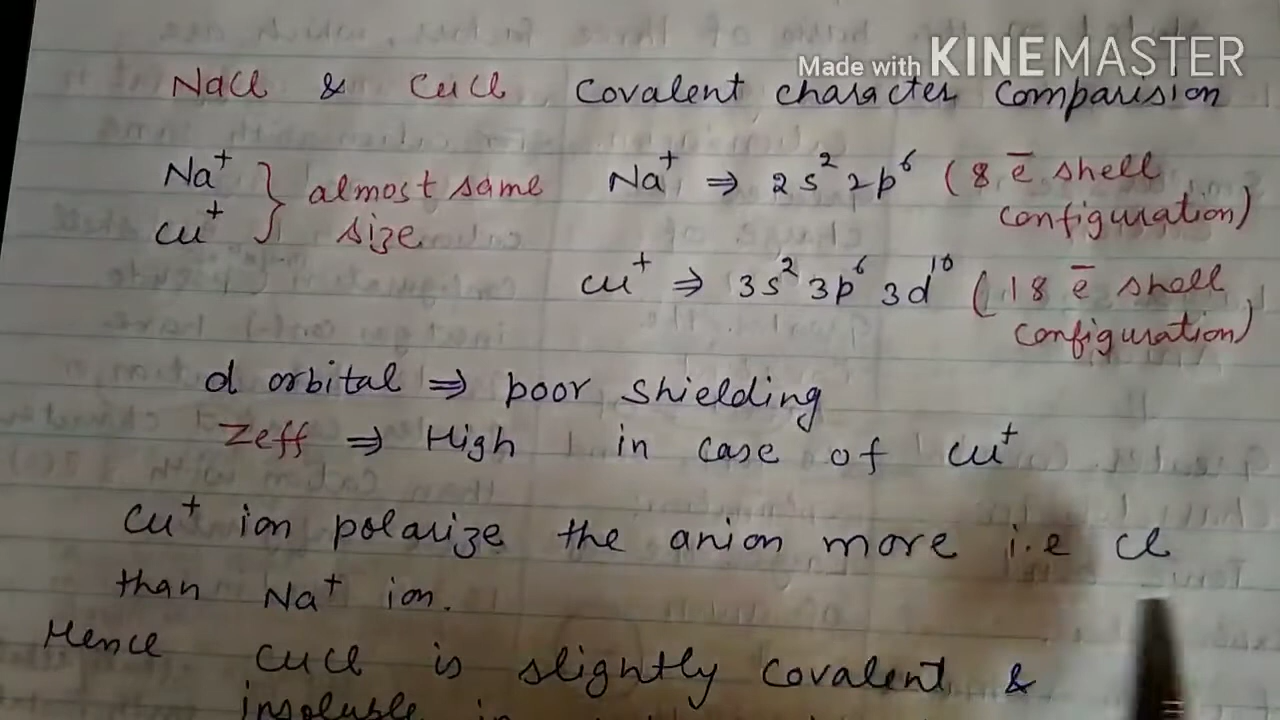 Made with KINEMASTER
NaCl & CuCl Covalent character Comparision
Na⁺ } almost same Na⁺ ⇒ 2s² 2p⁶ (8 e̅ shell
Cu⁺ size configuration)
Cu⁺ ⇒ 3s² 3p⁶ 3d¹⁰ (18 e̅ shell
configuration)
d orbital ⇒ poor shielding
Zeff ⇒ High in case of Cu⁺
Cu⁺ ion polarize the anion more i.e Cl
than Na⁺ ion.
Hence CuCl is slightly covalent &
insoluble in